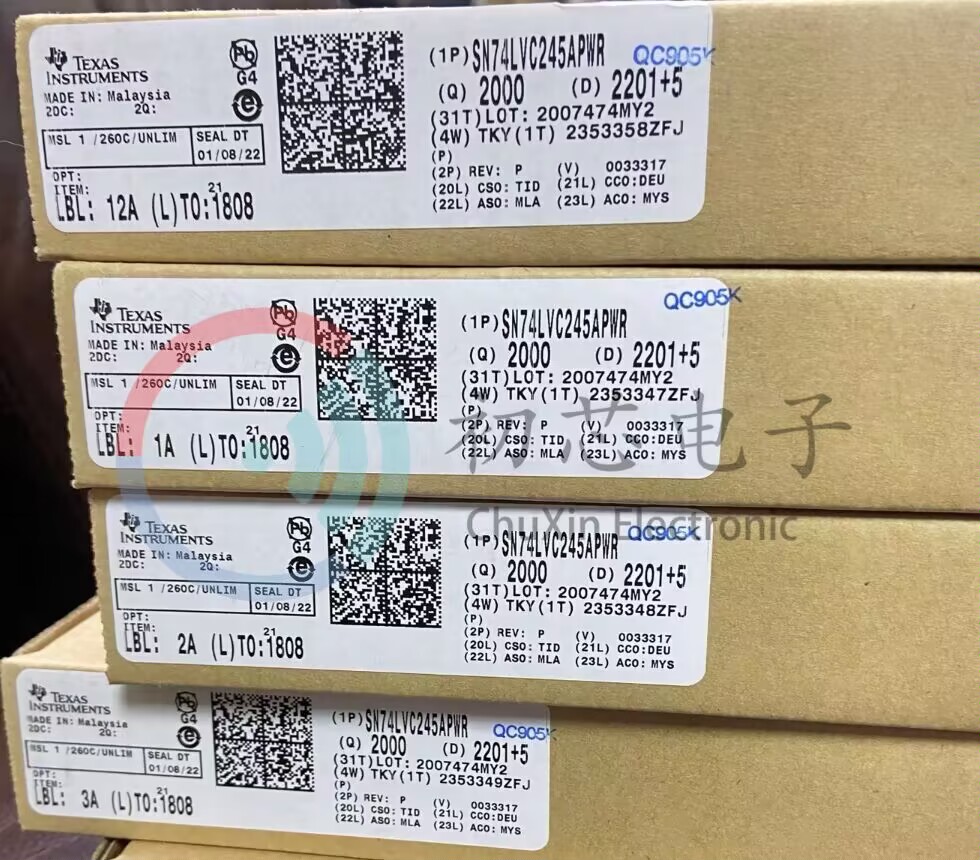 TEXAS
INSTRUMENTS
MADE IN: Malaysia
2DC: 2Q:
MSL 1 /260C/UNLIM
SEAL DT
01/08/22
OPT:
ITEM:
LBL: 12A (L)TO:1808
21
Pb
G4
e
(1P)SN74LVC245APWR
QC905K
(Q) 2000 (D) 2201+5
(31T)LOT: 2007474MY2
(4W) TKY(1T) 2353358ZFJ
(P)
(2P) REV: P (V) 0033317
(20L) CSO: TID (21L) CCO:DEU
(22L) ASO: MLA (23L) ACO: MYS
TEXAS
INSTRUMENTS
MADE IN: Malaysia
2DC: 2Q:
MSL 1 /260C/UNLIM
SEAL DT
01/08/22
OPT:
ITEM:
LBL: 1A (L)TO:1808
21
Pb
G4
e
QC905K
(1P)SN74LVC245APWR
(Q) 2000 (D) 2201+5
(31T)LOT: 2007474MY2
(4W) TKY(1T) 2353347ZFJ
(P)
(2P) REV: P (V) 0033317
(20L) CSO: TID (21L) CCO:DEU
(22L) ASO: MLA (23L) ACO: MYS
初芯电子
ChuXin Electronic
TEXAS
INSTRUMENTS
MADE IN: Malaysia
2DC: 2Q:
MSL 1 /260C/UNLIM
SEAL DT
01/08/22
OPT:
ITEM:
LBL: 2A (L)TO:1808
21
Pb
G4
e
QC905K
(1P)SN74LVC245APWR
(Q) 2000 (D) 2201+5
(31T)LOT: 2007474MY2
(4W) TKY(1T) 2353348ZFJ
(P)
(2P) REV: P (V) 0033317
(20L) CSO: TID (21L) CCO:DEU
(22L) ASO: MLA (23L) ACO: MYS
TEXAS
INSTRUMENTS
MADE IN: Malaysia
2DC: 2Q:
MSL 1 /260C/UNLIM
SEAL DT
01/08/22
OPT:
ITEM:
LBL: 3A (L)TO:1808
21
Pb
G4
e
(1P)SN74LVC245APWR
QC905K
(Q) 2000 (D) 2201+5
(31T)LOT: 2007474MY2
(4W) TKY(1T) 2353349ZFJ
(P)
(2P) REV: P (V) 0033317
(20L) CSO: TID (21L) CCO:DEU
(22L) ASO: MLA (23L) ACO: MYS